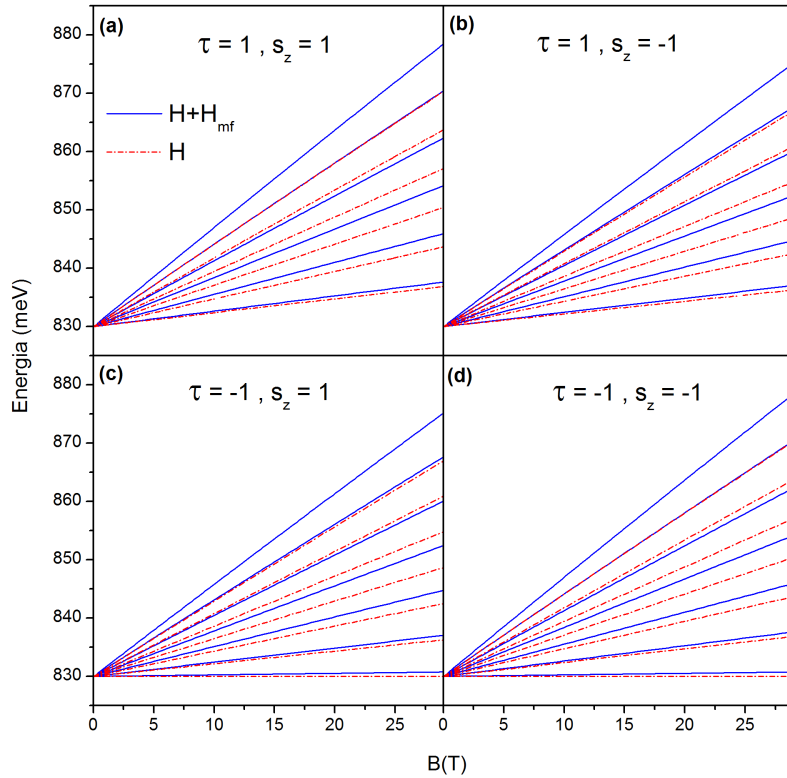 (a)
τ = 1 , s_z = 1
H+H_mf
H
880
870
860
850
840
830
(b)
τ = 1 , s_z = -1
Energia (meV)
(c)
τ = -1 , s_z = 1
880
870
860
850
840
830
(d)
τ = -1 , s_z = -1
0 5 10 15 20 25 0 5 10 15 20 25
B(T)